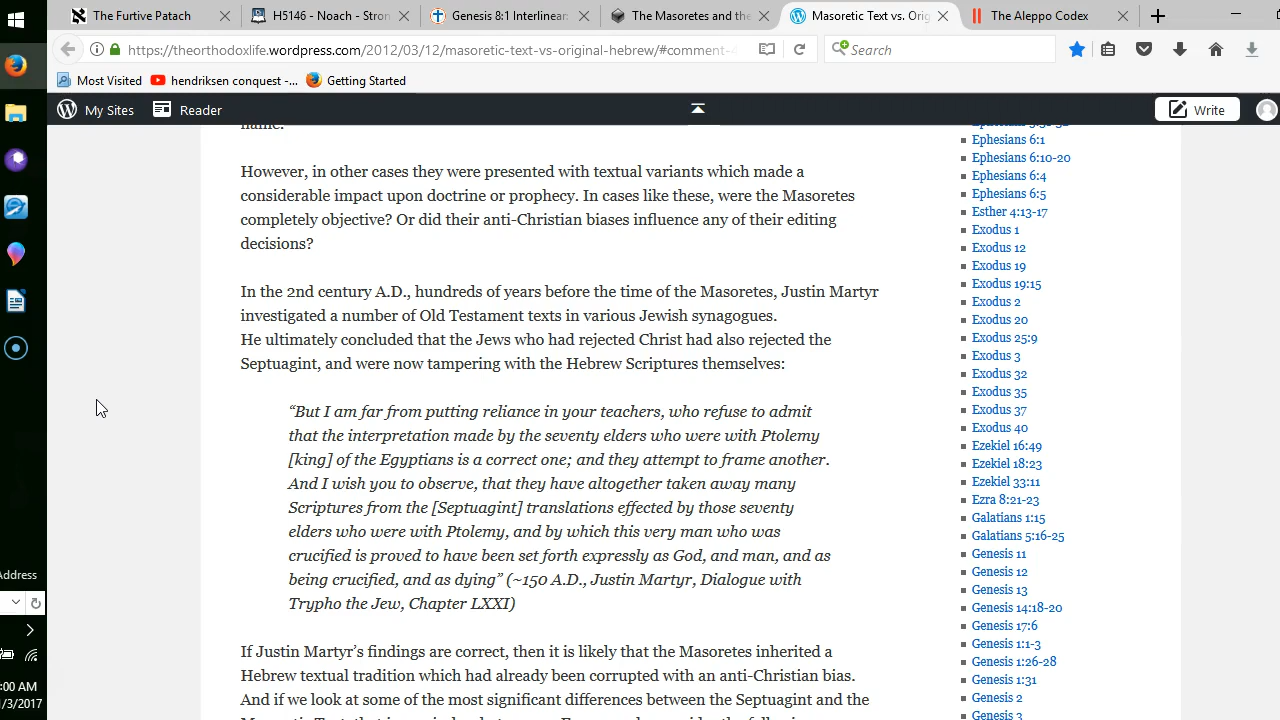 The Furtive Patach
H5146 - Noach - Stron
Genesis 8:1 Interlinear:
The Masoretes and the
Masoretic Text vs. Orig
The Aleppo Codex
https://theorthodoxlife.wordpress.com/2012/03/12/masoretic-text-vs-original-hebrew/#comment-
Search
Most Visited
hendriksen conquest -...
Getting Started
My Sites
Reader
Write
name.
However, in other cases they were presented with textual variants which made a
considerable impact upon doctrine or prophecy. In cases like these, were the Masoretes
completely objective? Or did their anti-Christian biases influence any of their editing
decisions?
In the 2nd century A.D., hundreds of years before the time of the Masoretes, Justin Martyr
investigated a number of Old Testament texts in various Jewish synagogues.
He ultimately concluded that the Jews who had rejected Christ had also rejected the
Septuagint, and were now tampering with the Hebrew Scriptures themselves:
“But I am far from putting reliance in your teachers, who refuse to admit
that the interpretation made by the seventy elders who were with Ptolemy
[king] of the Egyptians is a correct one; and they attempt to frame another.
And I wish you to observe, that they have altogether taken away many
Scriptures from the [Septuagint] translations effected by those seventy
elders who were with Ptolemy, and by which this very man who was
crucified is proved to have been set forth expressly as God, and man, and as
being crucified, and as dying” (~150 A.D., Justin Martyr, Dialogue with
Trypho the Jew, Chapter LXXI)
If Justin Martyr’s findings are correct, then it is likely that the Masoretes inherited a
Hebrew textual tradition which had already been corrupted with an anti-Christian bias.
And if we look at some of the most significant differences between the Septuagint and the
Ephesians 6:1
Ephesians 6:10-20
Ephesians 6:4
Ephesians 6:5
Esther 4:13-17
Exodus 1
Exodus 12
Exodus 19
Exodus 19:15
Exodus 2
Exodus 20
Exodus 25:9
Exodus 3
Exodus 32
Exodus 35
Exodus 37
Exodus 40
Ezekiel 16:49
Ezekiel 18:23
Ezekiel 33:11
Ezra 8:21-23
Galatians 1:15
Galatians 5:16-25
Genesis 11
Genesis 12
Genesis 13
Genesis 14:18-20
Genesis 17:6
Genesis 1:1-3
Genesis 1:26-28
Genesis 1:31
Genesis 2
Genesis 3
Address
:00 AM
1/3/2017